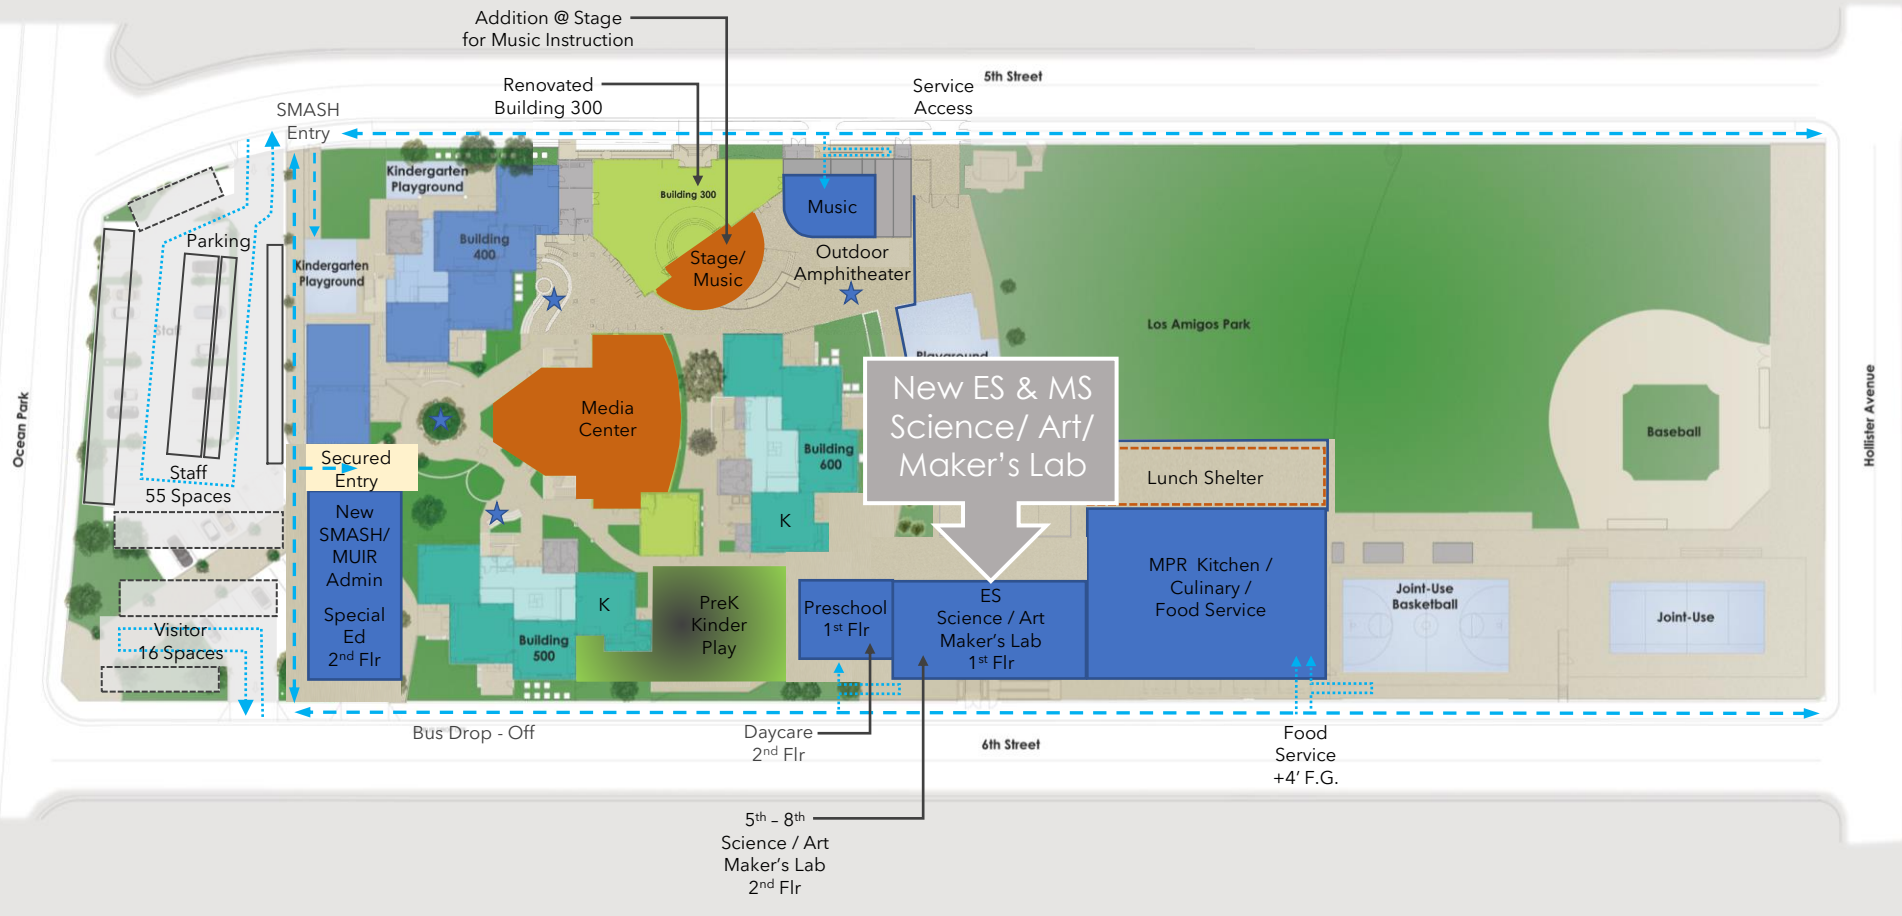 Addition @ Stage
for Music Instruction
Renovated
Building 300
Service
Access
5th Street
SMASH
Entry
Kindergarten
Playground
Building 300
Music
Parking
Building
400
Kindergarten
Playground
Stage/
Music
Outdoor
Amphitheater
Staff
Los Amigos Park
Playground
New ES & MS
Science/ Art/
Maker's Lab
Ocean Park
Hollister Avenue
Media
Center
Baseball
Building
600
Secured
Entry
Staff
55 Spaces
Lunch Shelter
New
SMASH/
MUIR
Admin
Special
Ed
2nd Flr
K
MPR Kitchen /
Culinary /
Food Service
Joint-Use
Basketball
Joint-Use
K
PreK
Kinder
Play
Preschool
1st Flr
ES
Science / Art
Maker's Lab
1st Flr
Visitor
16 Spaces
Building
500
Bus Drop - Off
Daycare
2nd Flr
6th Street
Food
Service
+4' F.G.
5th – 8th
Science / Art
Maker's Lab
2nd Flr